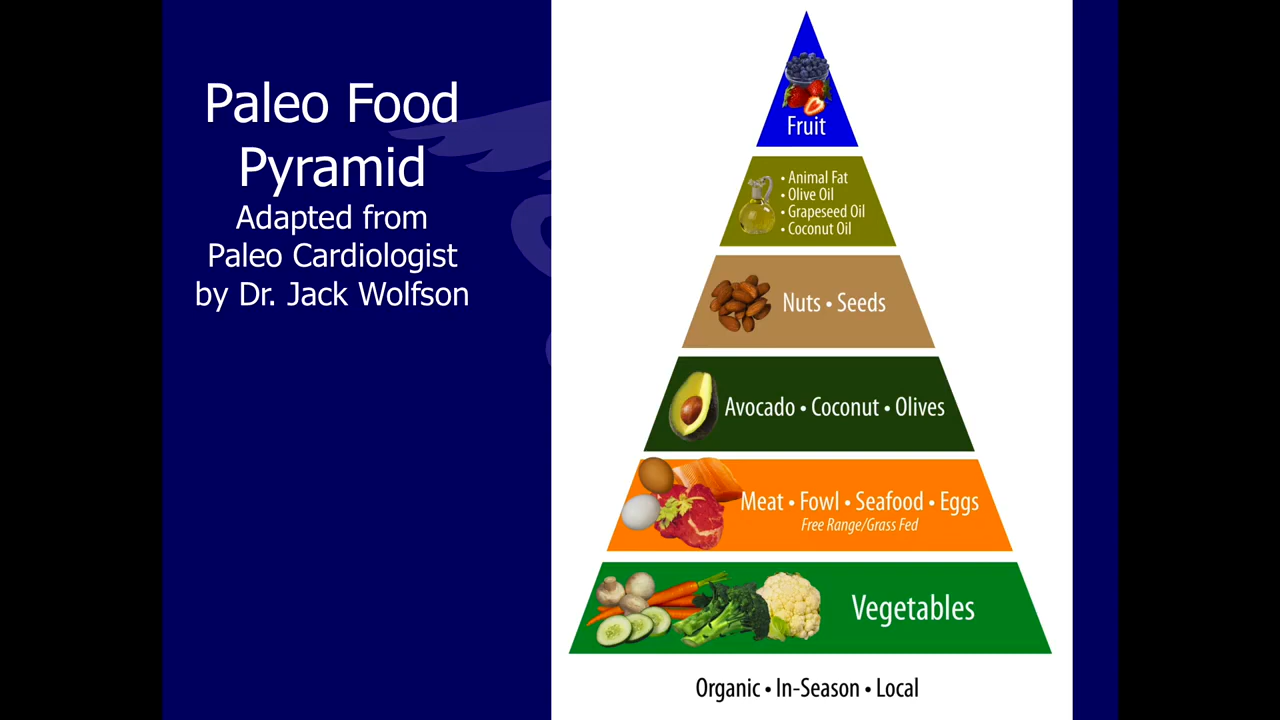 Paleo Food
Pyramid
Adapted from
Paleo Cardiologist
by Dr. Jack Wolfson
Fruit
• Animal Fat
• Olive Oil
• Grapeseed Oil
• Coconut Oil
Nuts • Seeds
Avocado • Coconut • Olives
Meat • Fowl • Seafood • Eggs
Free Range/Grass Fed
Vegetables
Organic • In-Season • Local